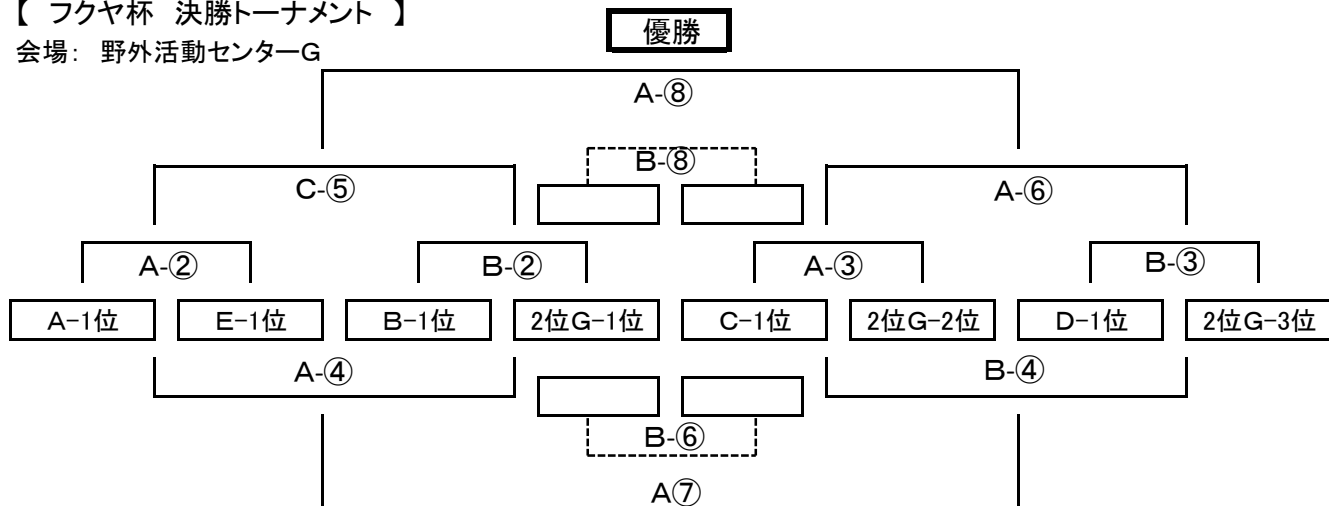 【 フクヤ杯 決勝トーナメント 】
優勝
会場: 野外活動センターG
A-⑧
B-⑧
C-⑤
A-⑥
A-②
B-②
A-③
B-③
A-1位
E-1位
B-1位
2位G-1位
C-1位
2位G-2位
D-1位
2位G-3位
A-④
B-④
B-⑥
A⑦